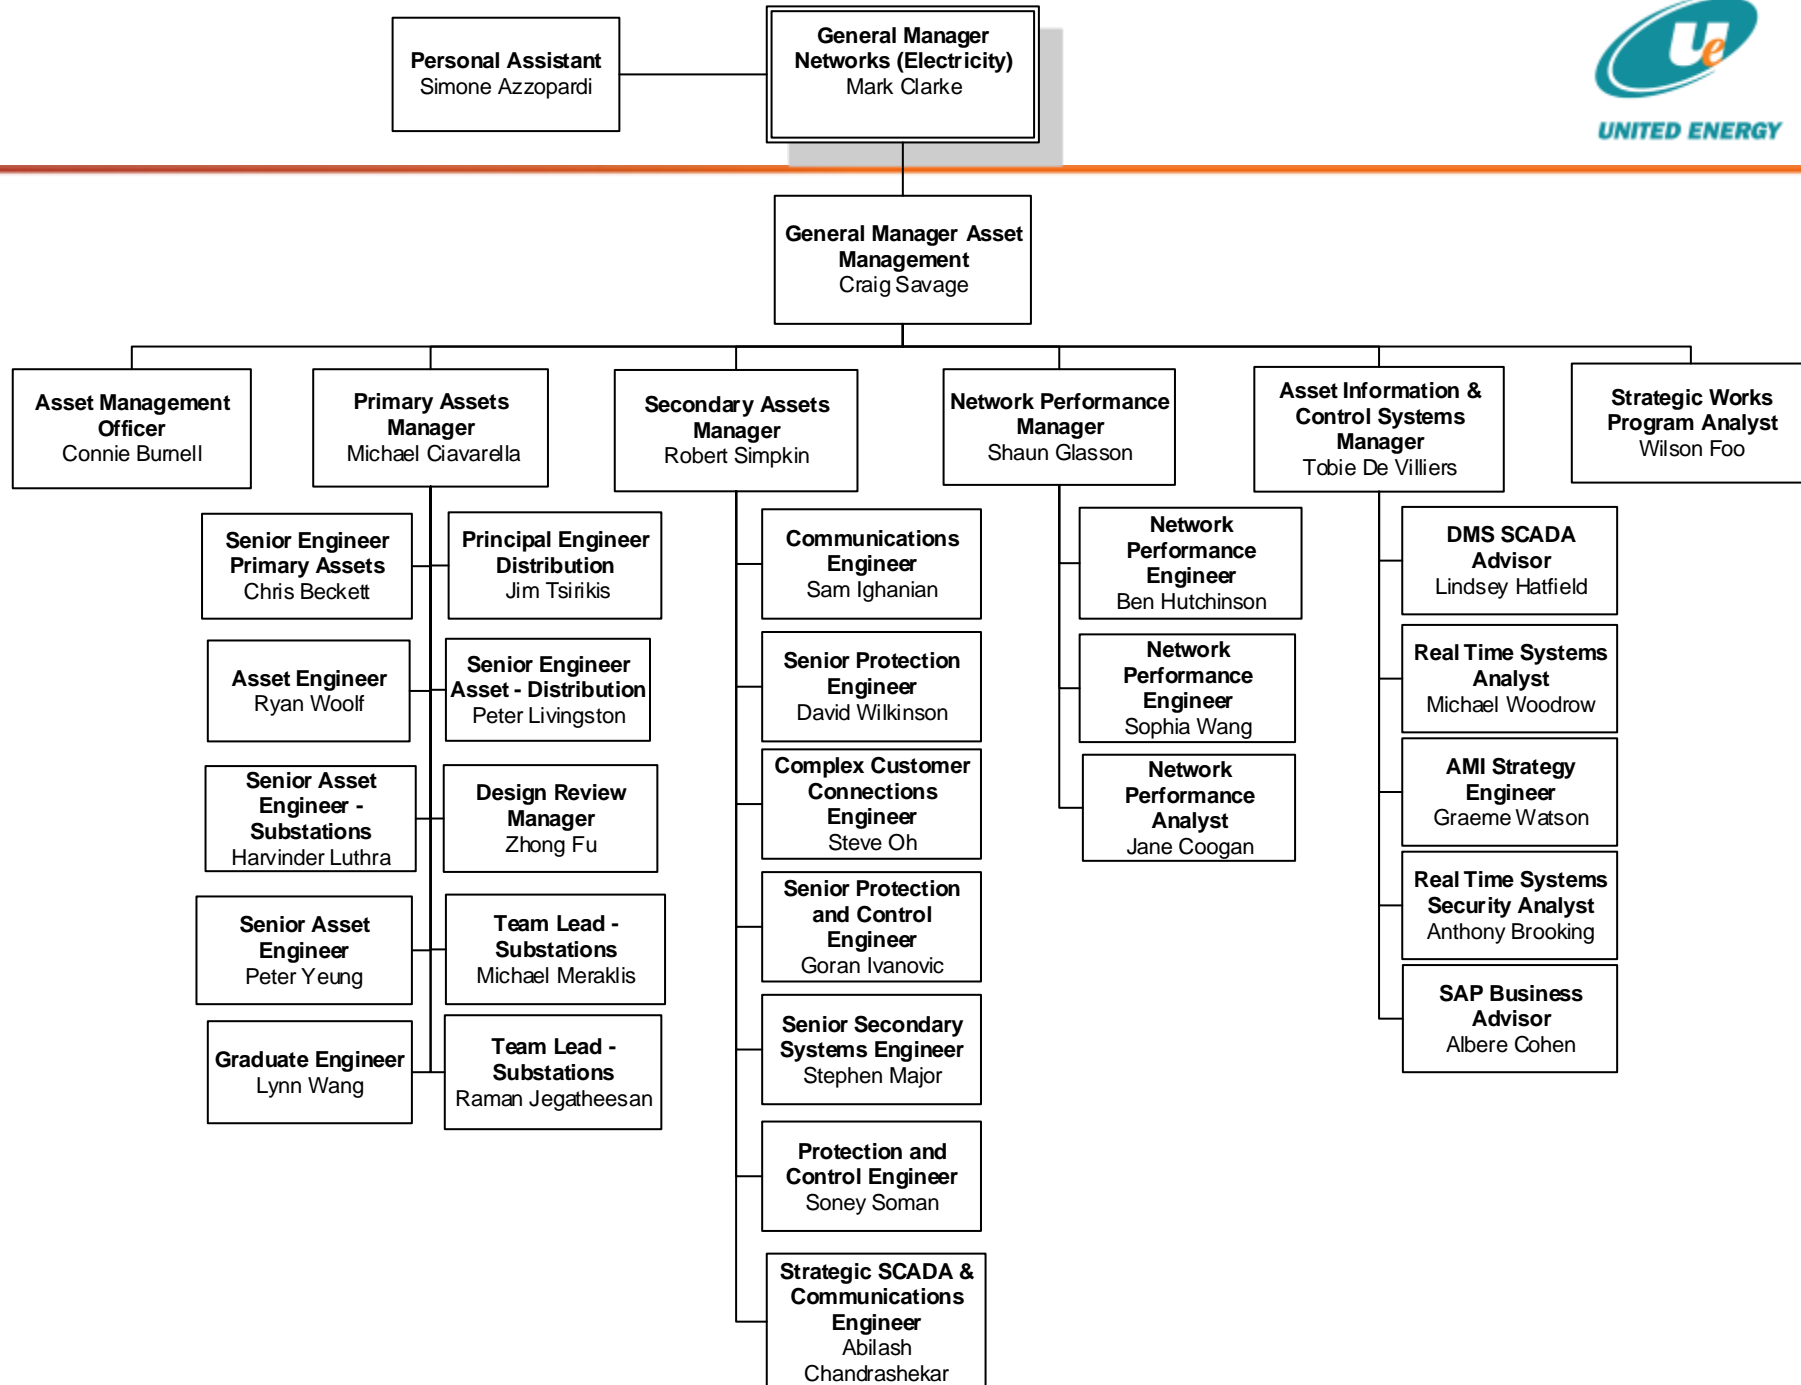 Personal Assistant
Simone Azzopardi
General Manager
Networks (Electricity)
Mark Clarke
Ue
UNITED ENERGY
General Manager Asset
Management
Craig Savage
Asset Management
Officer
Connie Burnell
Primary Assets
Manager
Michael Ciavarella
Secondary Assets
Manager
Robert Simpkin
Network Performance
Manager
Shaun Glasson
Asset Information &
Control Systems
Manager
Tobie De Villiers
Strategic Works
Program Analyst
Wilson Foo
Senior Engineer
Primary Assets
Chris Beckett
Asset Engineer
Ryan Woolf
Senior Asset
Engineer -
Substations
Harvinder Luthra
Senior Asset
Engineer
Peter Yeung
Graduate Engineer
Lynn Wang
Principal Engineer
Distribution
Jim Tsirikis
Senior Engineer
Asset - Distribution
Peter Livingston
Design Review
Manager
Zhong Fu
Team Lead -
Substations
Michael Meraklis
Team Lead -
Substations
Raman Jegatheesan
Communications
Engineer
Sam Ighanian
Senior Protection
Engineer
David Wilkinson
Complex Customer
Connections
Engineer
Steve Oh
Senior Protection
and Control
Engineer
Goran Ivanovic
Senior Secondary
Systems Engineer
Stephen Major
Protection and
Control Engineer
Soney Soman
Strategic SCADA &
Communications
Engineer
Abilash
Chandrashekar
Network
Performance
Engineer
Ben Hutchinson
Network
Performance
Engineer
Sophia Wang
Network
Performance
Analyst
Jane Coogan
DMS SCADA
Advisor
Lindsey Hatfield
Real Time Systems
Analyst
Michael Woodrow
AMI Strategy
Engineer
Graeme Watson
Real Time Systems
Security Analyst
Anthony Brooking
SAP Business
Advisor
Albere Cohen